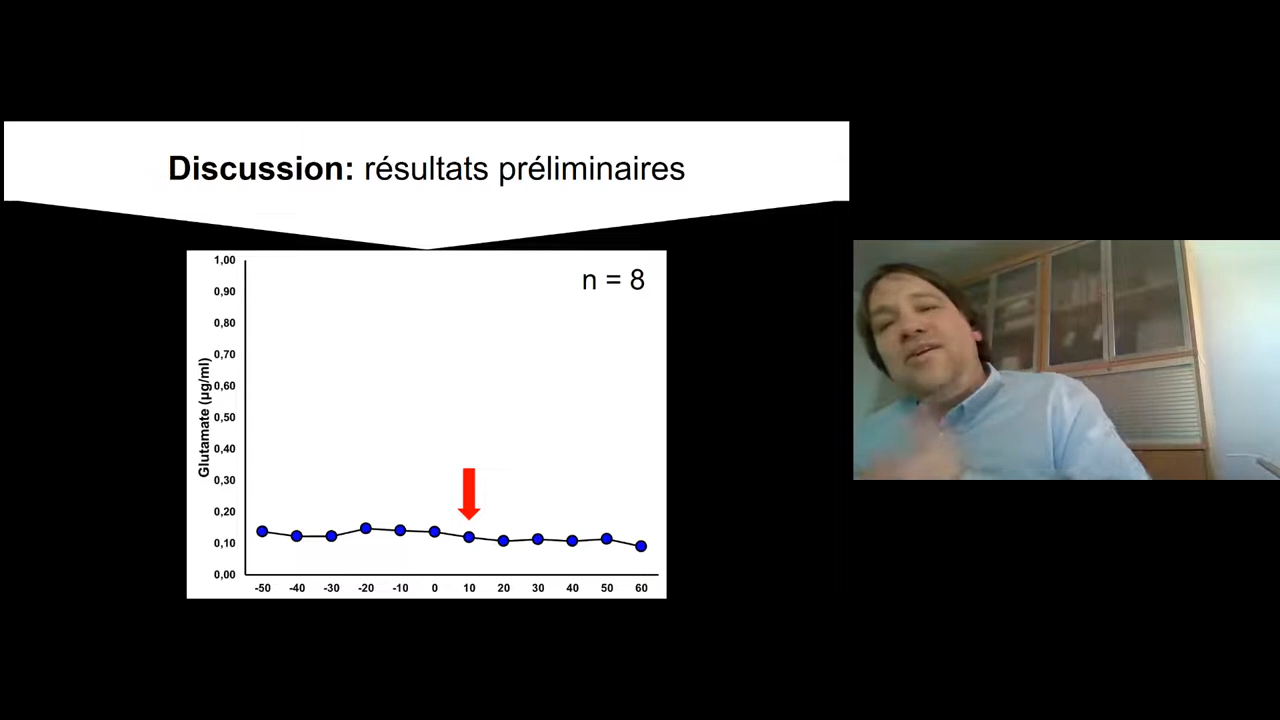 Discussion: résultats préliminaires
n = 8
Glutamate (µg/ml)
1,00
0,90
0,80
0,70
0,60
0,50
0,40
0,30
0,20
0,10
0,00
-50 -40 -30 -20 -10 0 10 20 30 40 50 60